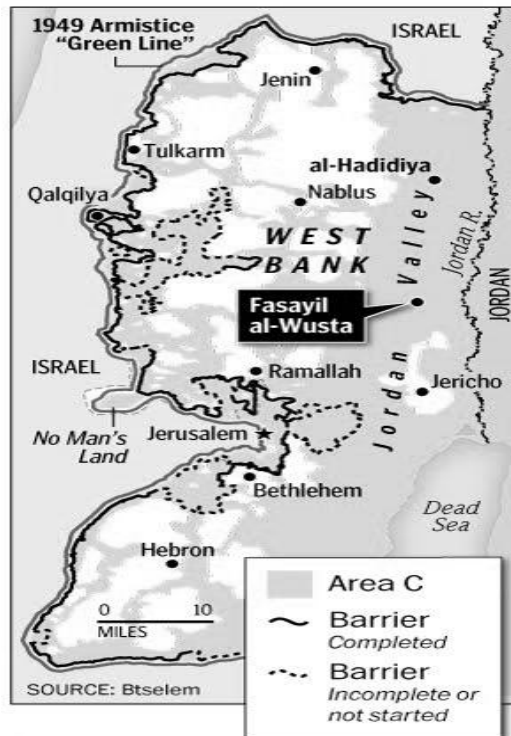 1949 Armistice
“Green Line”
ISRAEL
Jenin
Tulkarm
al-Hadidiya
Qalqilya
Nablus
WEST
BANK
Jordan Valley
Jordan R.
JORDAN
Fasayil
al-Wusta
ISRAEL
Ramallah
Jericho
No Man's
Land
Jerusalem
Bethlehem
Dead
Sea
Hebron
0 10
MILES
SOURCE: Btselem
Area C
Barrier
Completed
Barrier
Incomplete or
not started